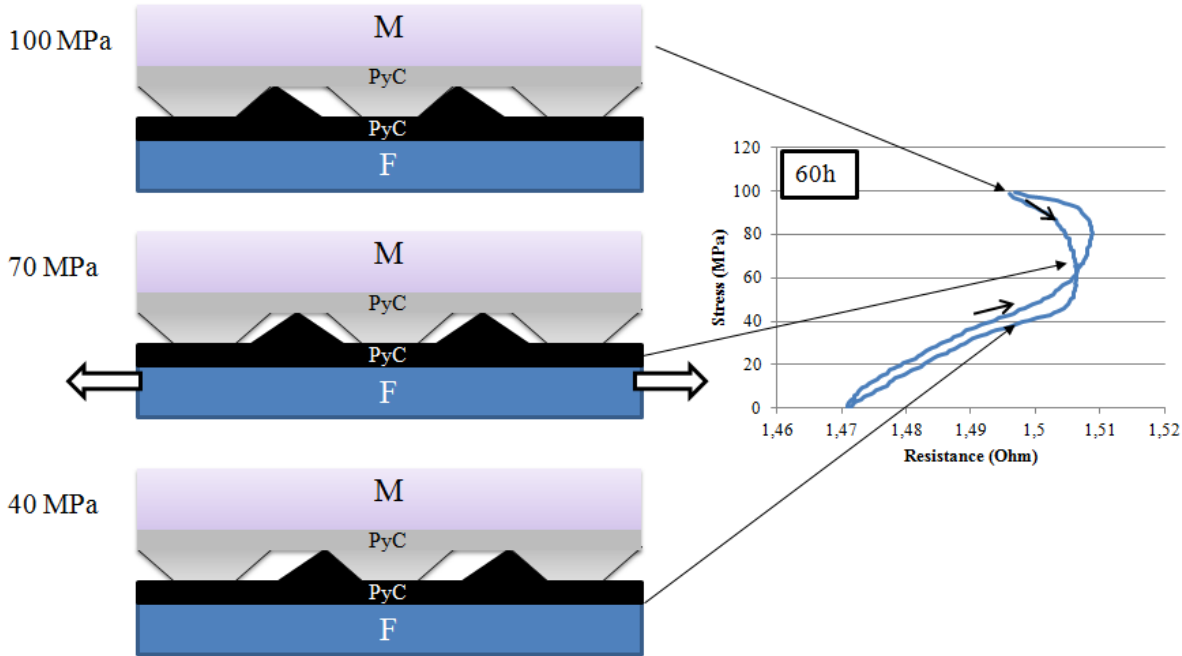 100 MPa
M
PyC
PyC
F
70 MPa
M
PyC
PyC
F
40 MPa
M
PyC
PyC
F
60h
Stress (MPa)
120
100
80
60
40
20
0
1,46 1,47 1,48 1,49 1,5 1,51 1,52
Resistance (Ohm)